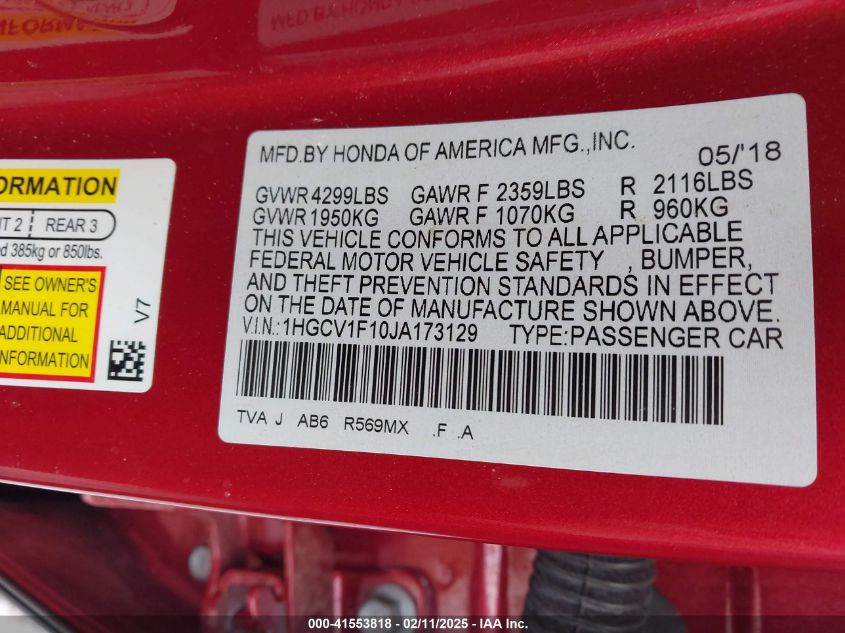 MFD.BY HONDA OF AMERICA MFG.,INC. 05/'18
GVWR 4299LBS GAWR F 2359LBS R 2116LBS
GVWR 1950KG GAWR F 1070KG R 960KG
THIS VEHICLE CONFORMS TO ALL APPLICABLE
FEDERAL MOTOR VEHICLE SAFETY , BUMPER,
AND THEFT PREVENTION STANDARDS IN EFFECT
ON THE DATE OF MANUFACTURE SHOWN ABOVE.
V.I.N.:1HGCV1F10JA173129 TYPE:PASSENGER CAR
TVA J AB6 R569MX .F .A
ORMATION
2 REAR 3
385kg or 850lbs.
SEE OWNER'S
MANUAL FOR
ADDITIONAL
INFORMATION
V7
000-41553818 - 02/11/2025 - IAA Inc.